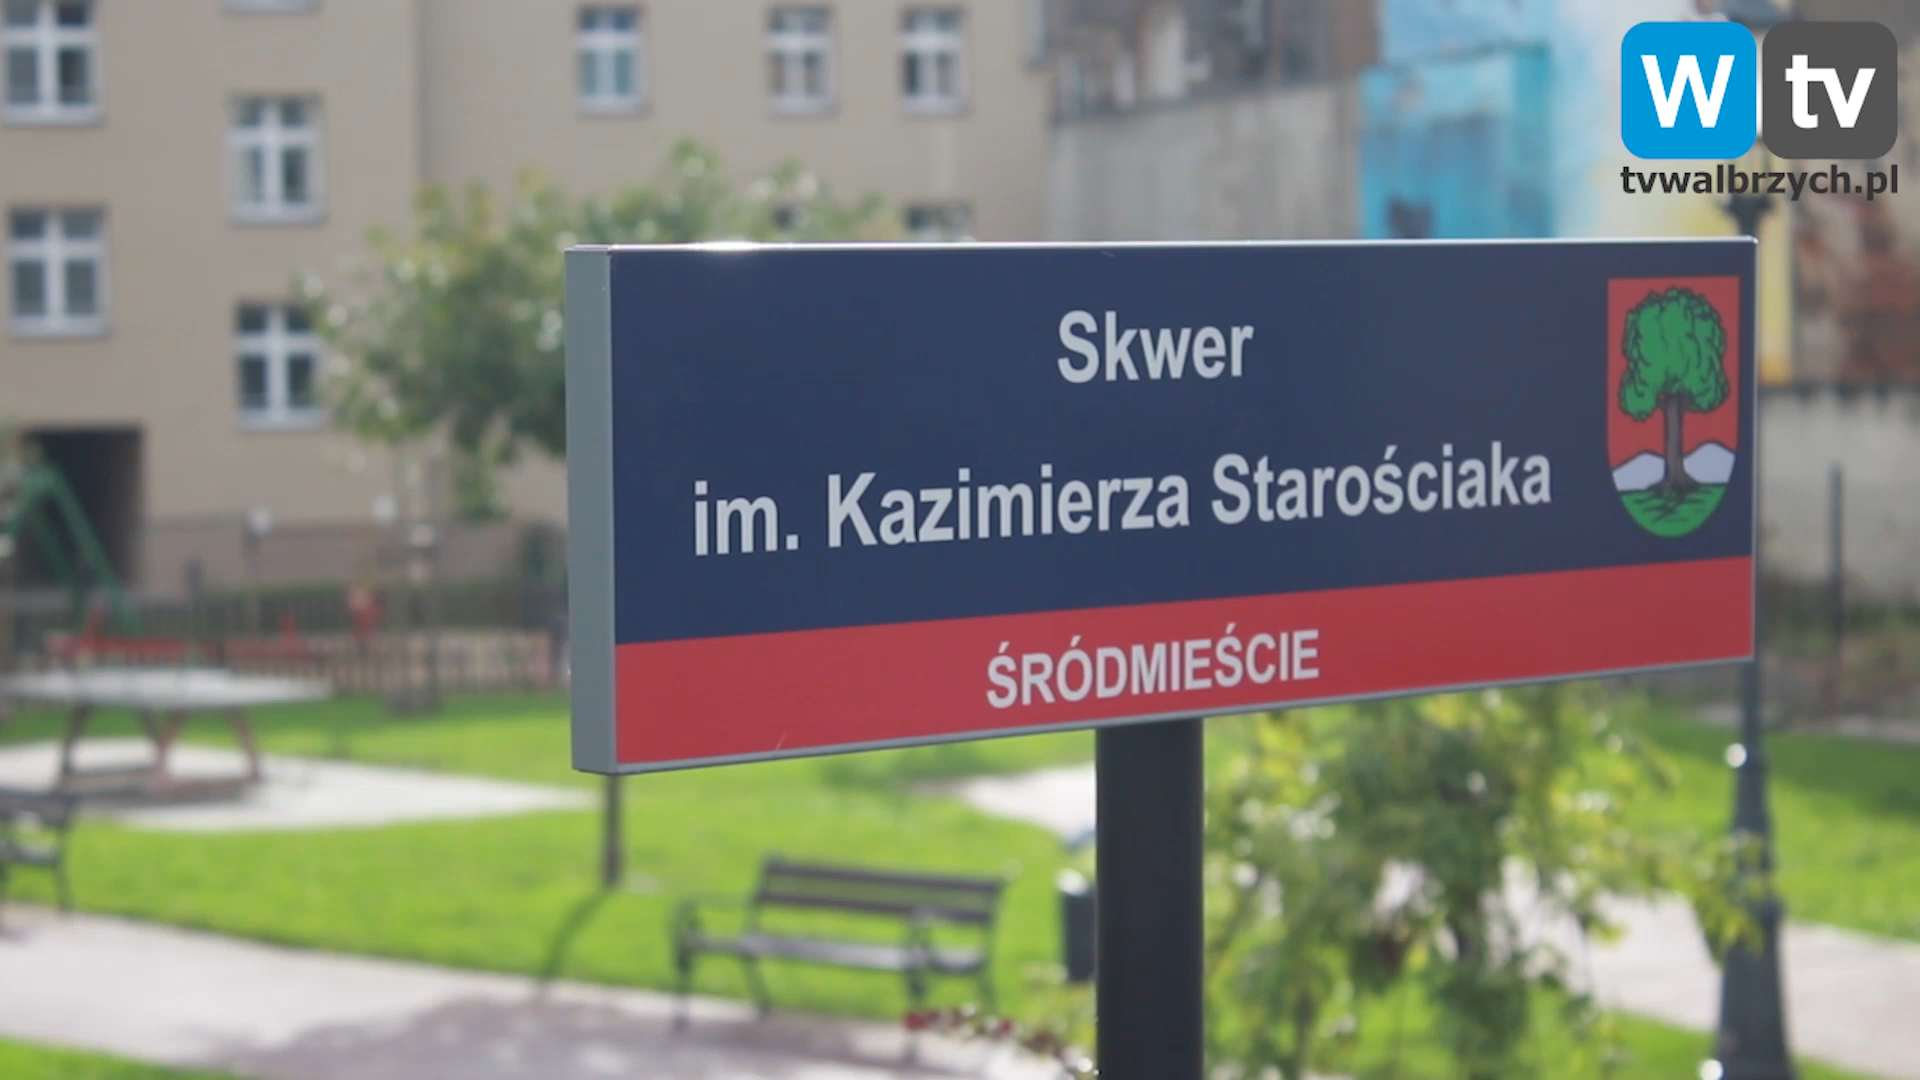 W tv
tvwalbrzych.pl
Skwer
im. Kazimierza Starościaka
ŚRÓDMIEŚCIE